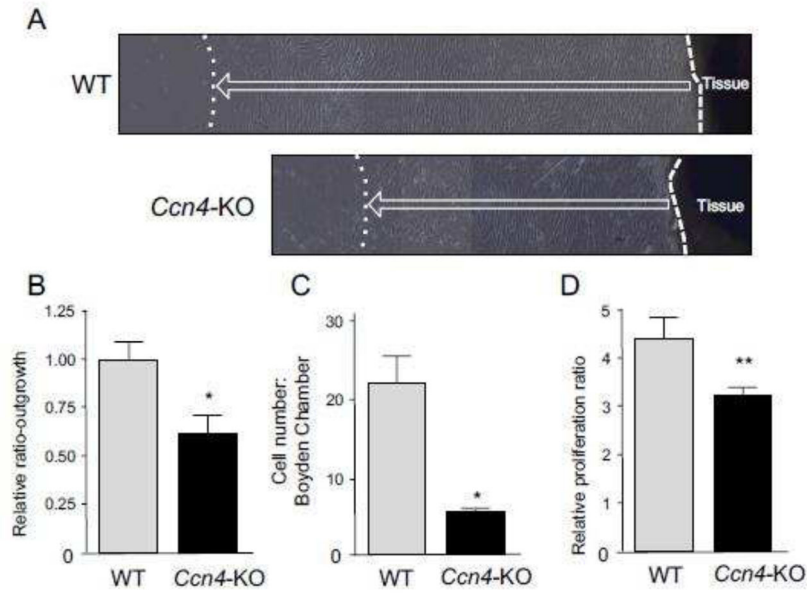 A
WT
Tissue
Ccn4-KO
Tissue
B
Relative ratio-outgrowth
1.25
1.00
0.75
0.50
0.25
0
*
WT
Ccn4-KO
C
Cell number:
Boyden Chamber
30
20
10
0
*
WT
Ccn4-KO
D
Relative proliferation ratio
5
4
3
2
1
0
**
WT
Ccn4-KO